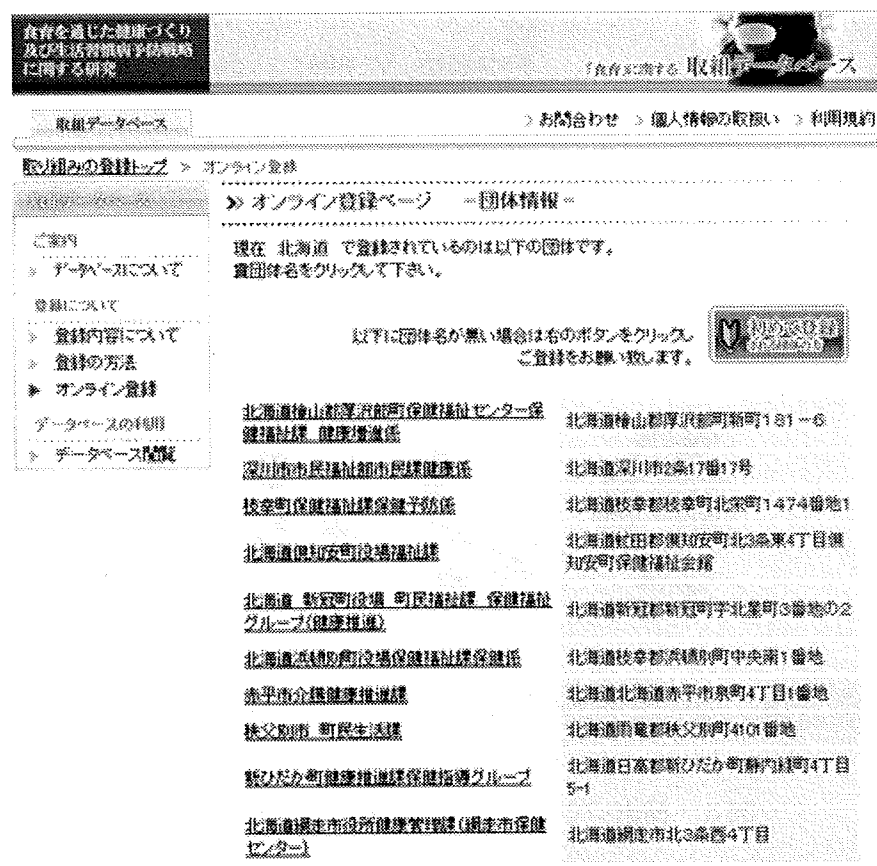 食育を通じた健康づくり
及び生活習慣病予防戦略
に関する研究
「食育」に関する 取組データベース
取組データベース
> お問合わせ > 個人情報の取扱い > 利用規約
取り組みの登録トップ > オンライン登録
オンライン登録ページ －団体情報－
ご案内
データベースについて
登録について
登録内容について
登録の方法
オンライン登録
データベースの利用
データベース閲覧
現在 北海道 で登録されているのは以下の団体です。
貴団体名をクリックして下さい。
以下に団体名が無い場合は右のボタンをクリックし
ご登録をお願い致します。
北海道檜山郡厚沢部町保健福祉センター保
健福祉課 健康増進係
北海道檜山郡厚沢部町新町181－6
深川市市民福祉部市民課健康係
北海道深川市2条17番17号
枝幸町保健福祉課保健予防係
北海道枝幸郡枝幸町北栄町1474番地1
北海道倶知安町役場福祉課
北海道虻田郡倶知安町北3条東4丁目倶
知安町保健福祉会館
北海道 新冠町役場 町民福祉課 保健福祉
グループ(健康推進)
北海道新冠郡新冠町字北星町3番地の2
北海道浜頓別町役場保健福祉課保健係
北海道枝幸郡浜頓別町中央南1番地
赤平市介護健康推進課
北海道北海道赤平市泉町4丁目1番地
秩父別市 町民生活課
北海道雨竜郡秩父別町4101番地
新ひだか町健康推進課保健指導グループ
北海道日高郡新ひだか町静内緑町4丁目
5-1
北海道網走市役所健康管理課(網走市保健
センター)
北海道網走市北3条西4丁目